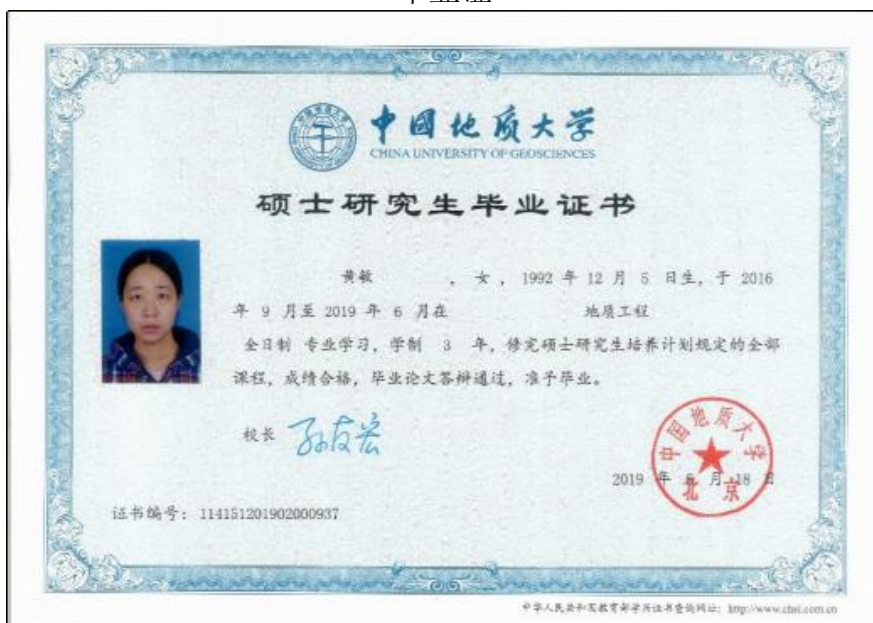 中国地质大学
CHINA UNIVERSITY OF GEOSCIENCES
硕士研究生毕业证书
黄敏 , 女 , 1992 年 12 月 5 日生, 于 2016
年 9 月至 2019 年 6 月在 地质工程
全日制 专业学习, 学制 3 年, 修完硕士研究生培养计划规定的全部
课程, 成绩合格, 毕业论文答辩通过, 准予毕业。
校长 孙友宏
中国地质大学
北京
2019 年 6 月 18 日
证书编号: 114151201902000937
中华人民共和国教育部学历证书查询网址: http://www.chsi.com.cn